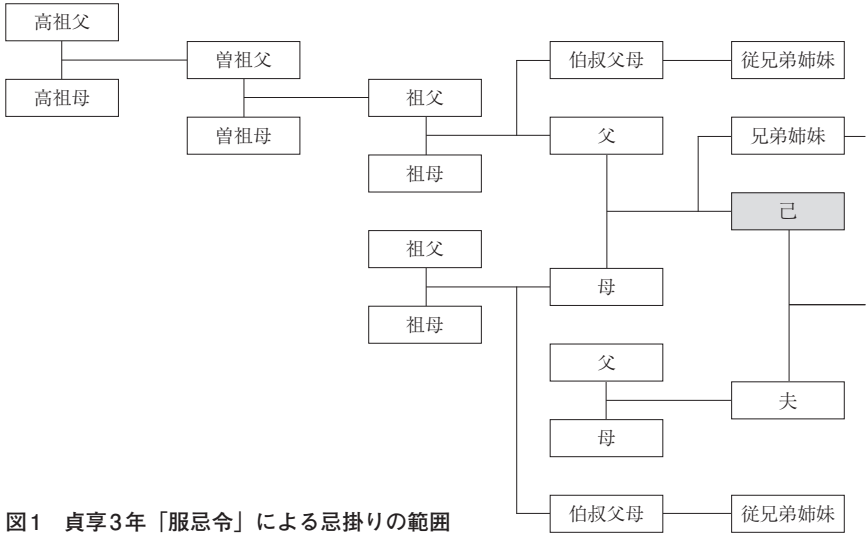 高祖父
高祖母
曽祖父
曽祖母
祖父
祖母
祖父
祖母
伯叔父母
父
母
父
母
伯叔父母
従兄弟姉妹
兄弟姉妹
己
夫
従兄弟姉妹
図1 貞享3年「服忌令」による忌掛りの範囲